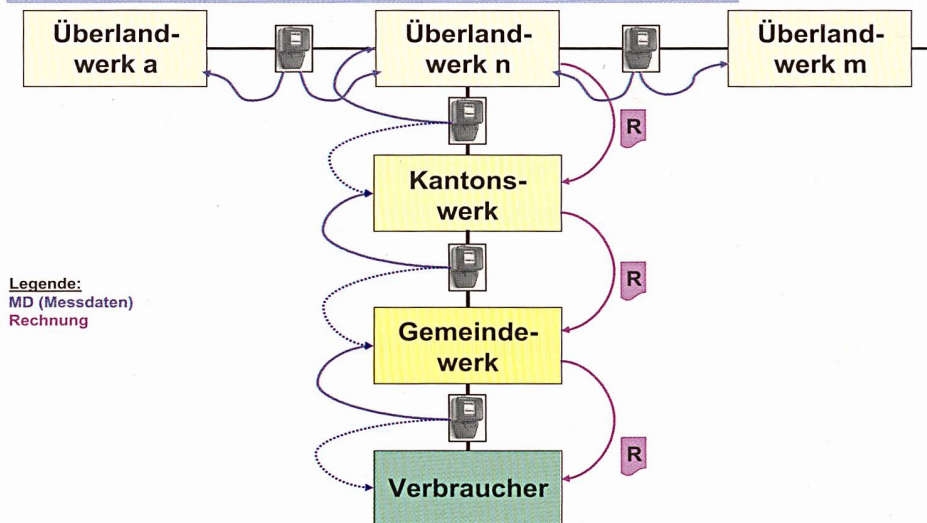 Überland-
werk a
Überland-
werk n
Überland-
werk m
R
Kantons-
werk
R
Legende:
MD (Messdaten)
Rechnung
Gemeinde-
werk
R
Verbraucher